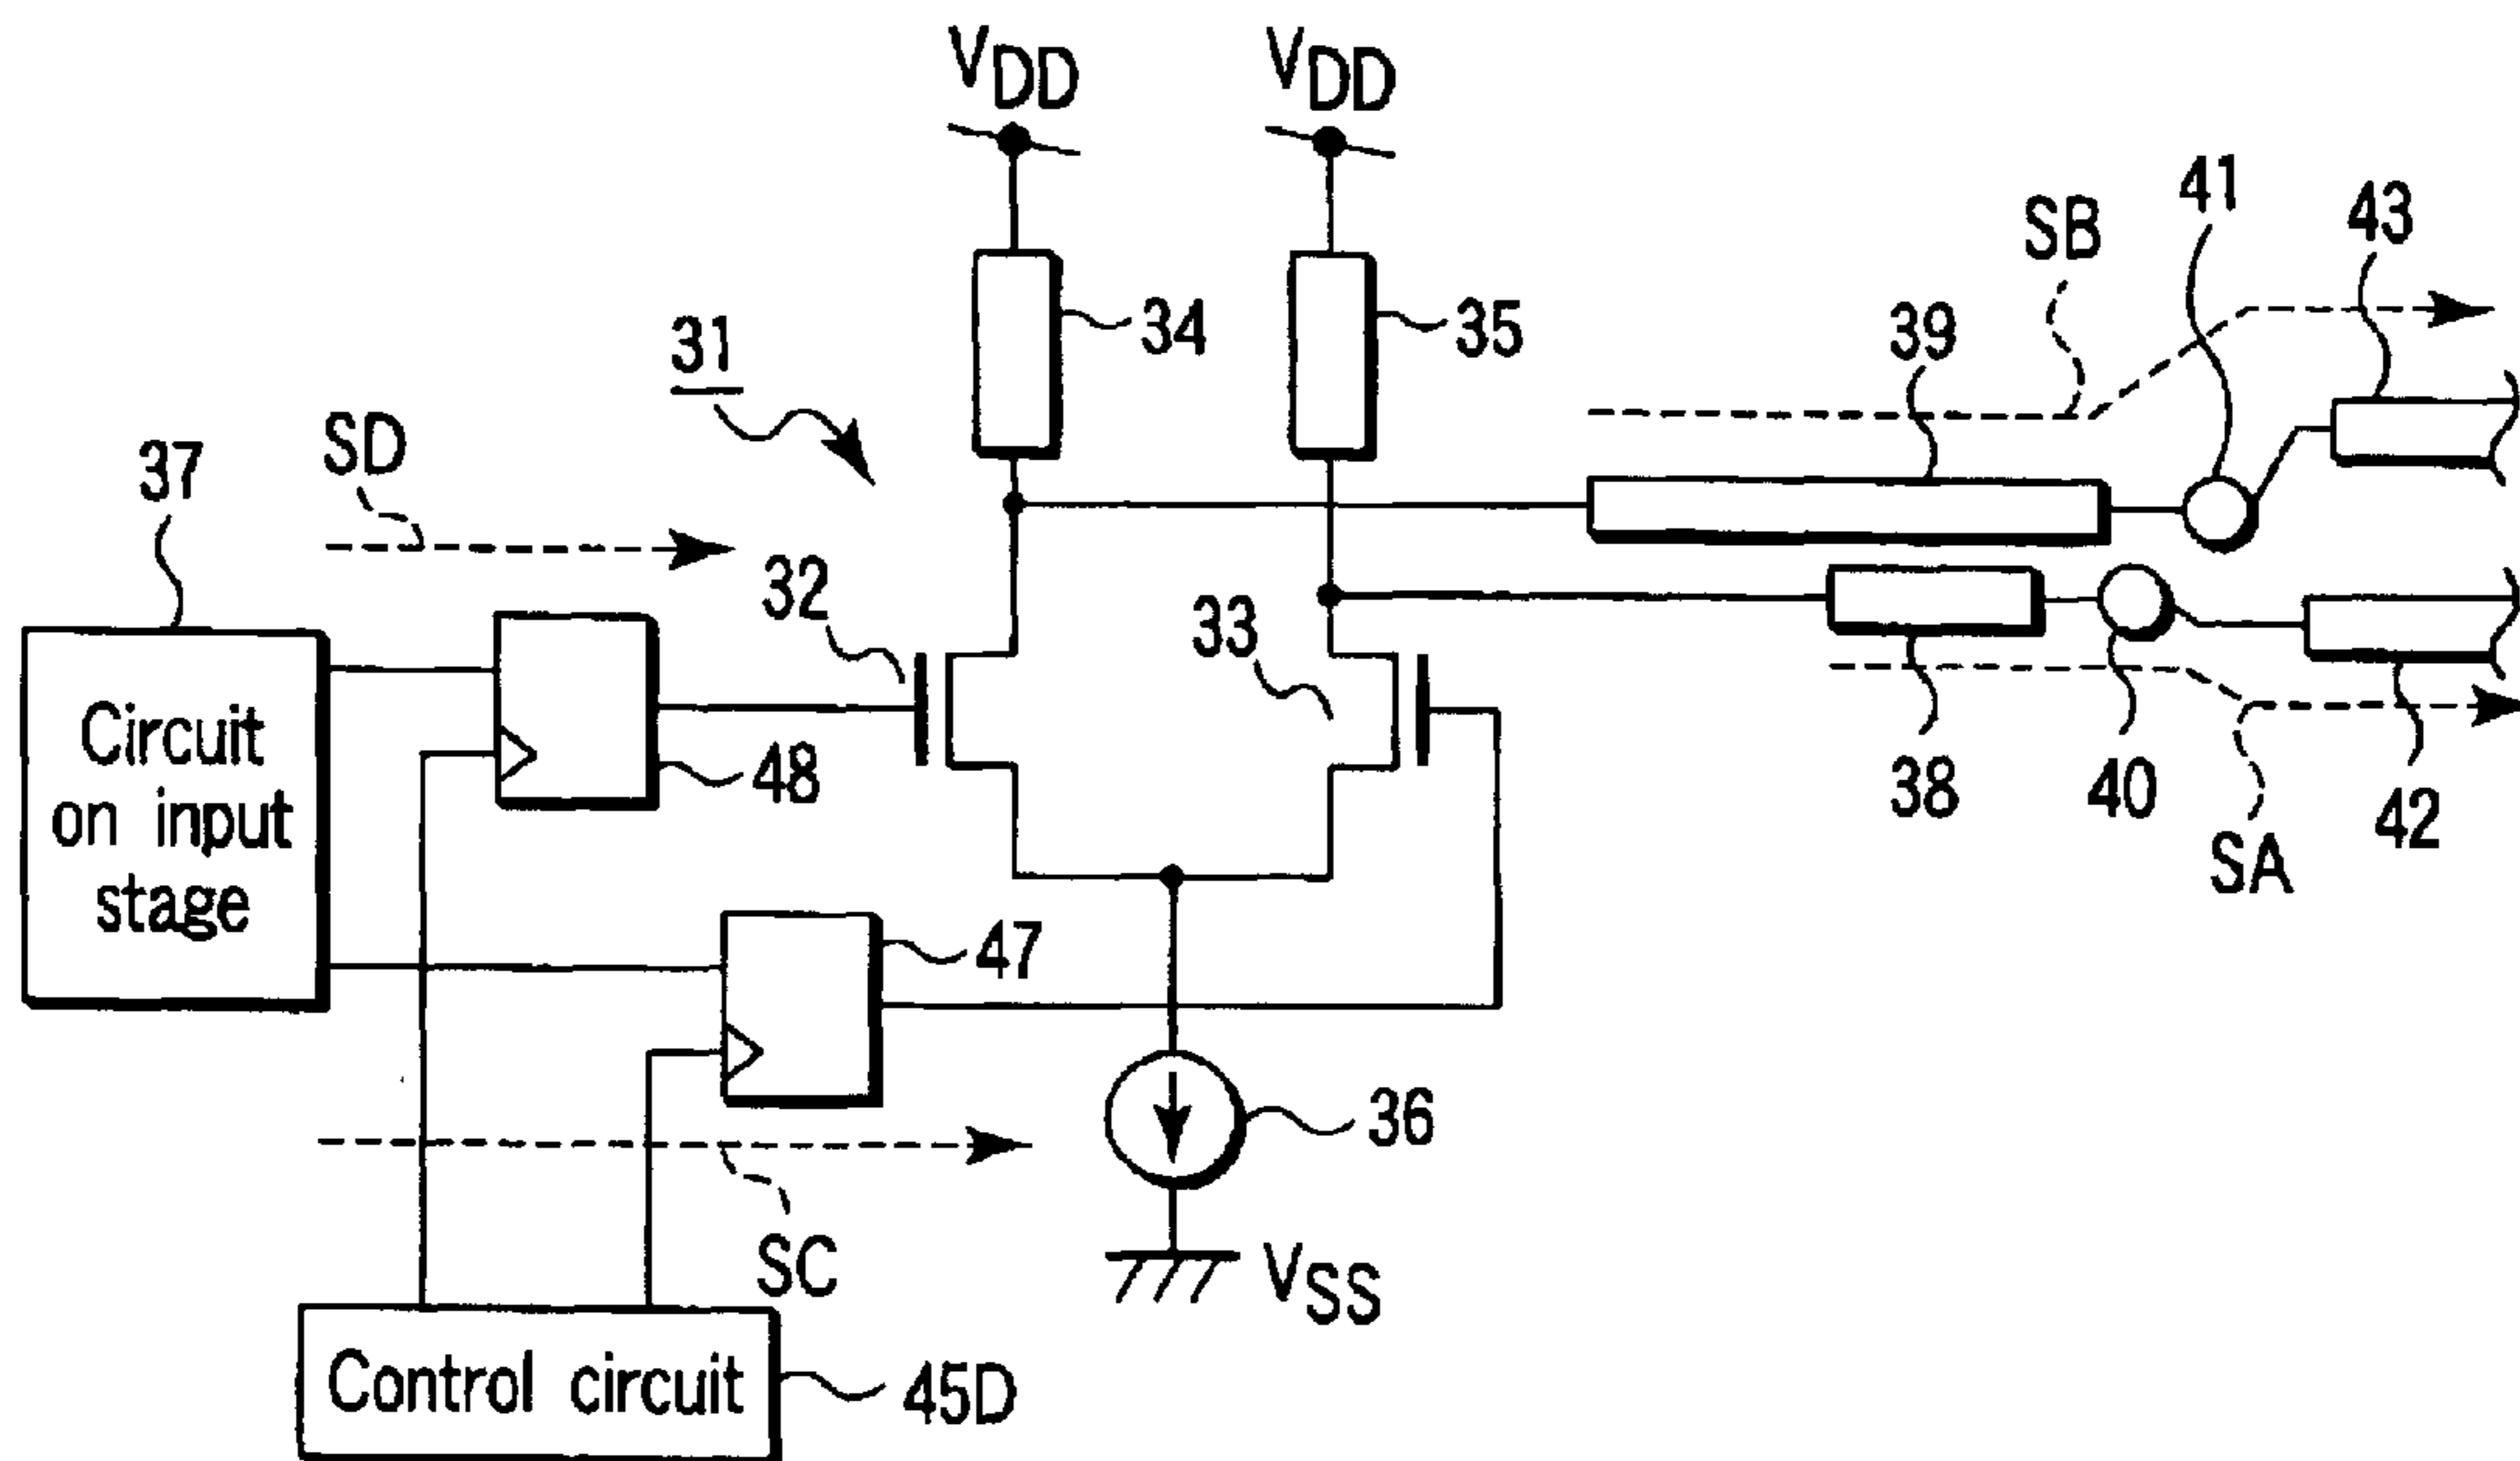 VDD
VDD
41
43
SB
34
35
39
31
SD
37
32
33
48
38
40
42
SA
Circuit
on input
stage
47
36
SC
VSS
Control circuit
45D